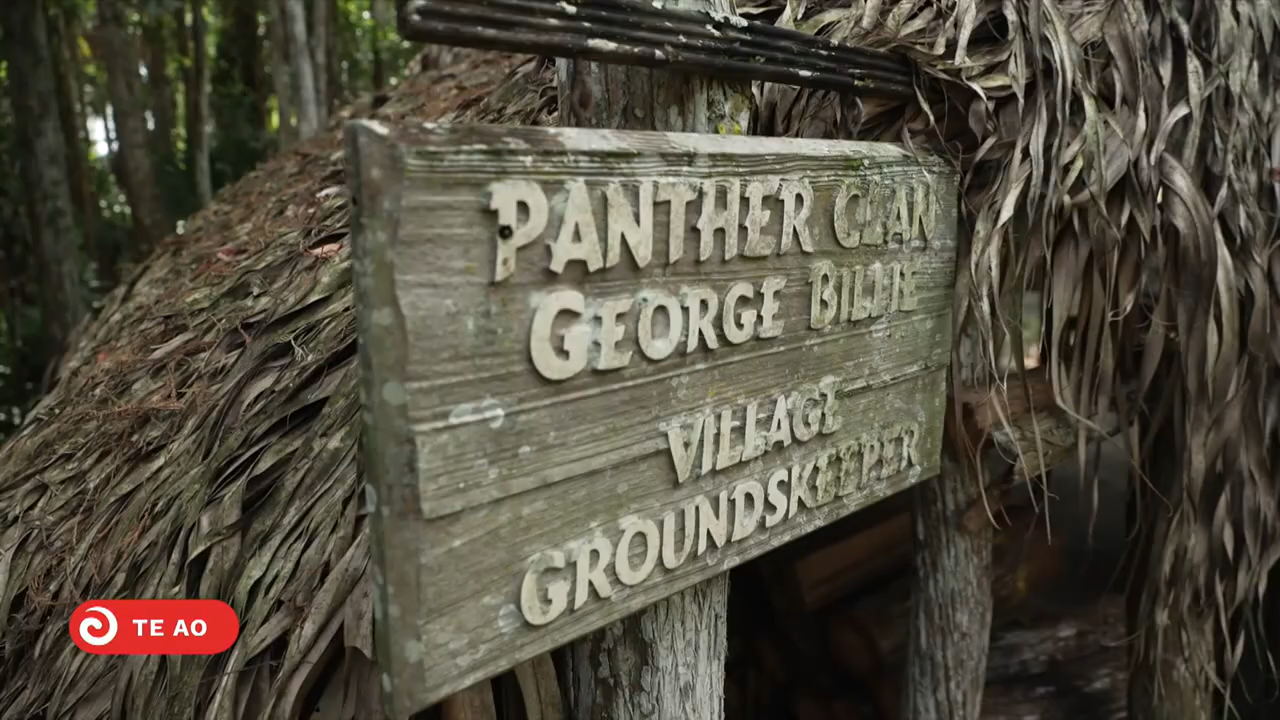 PANTHER CLAN
GEORGE BILLIE
VILLAGE
GROUNDSKEEPER
TE AO